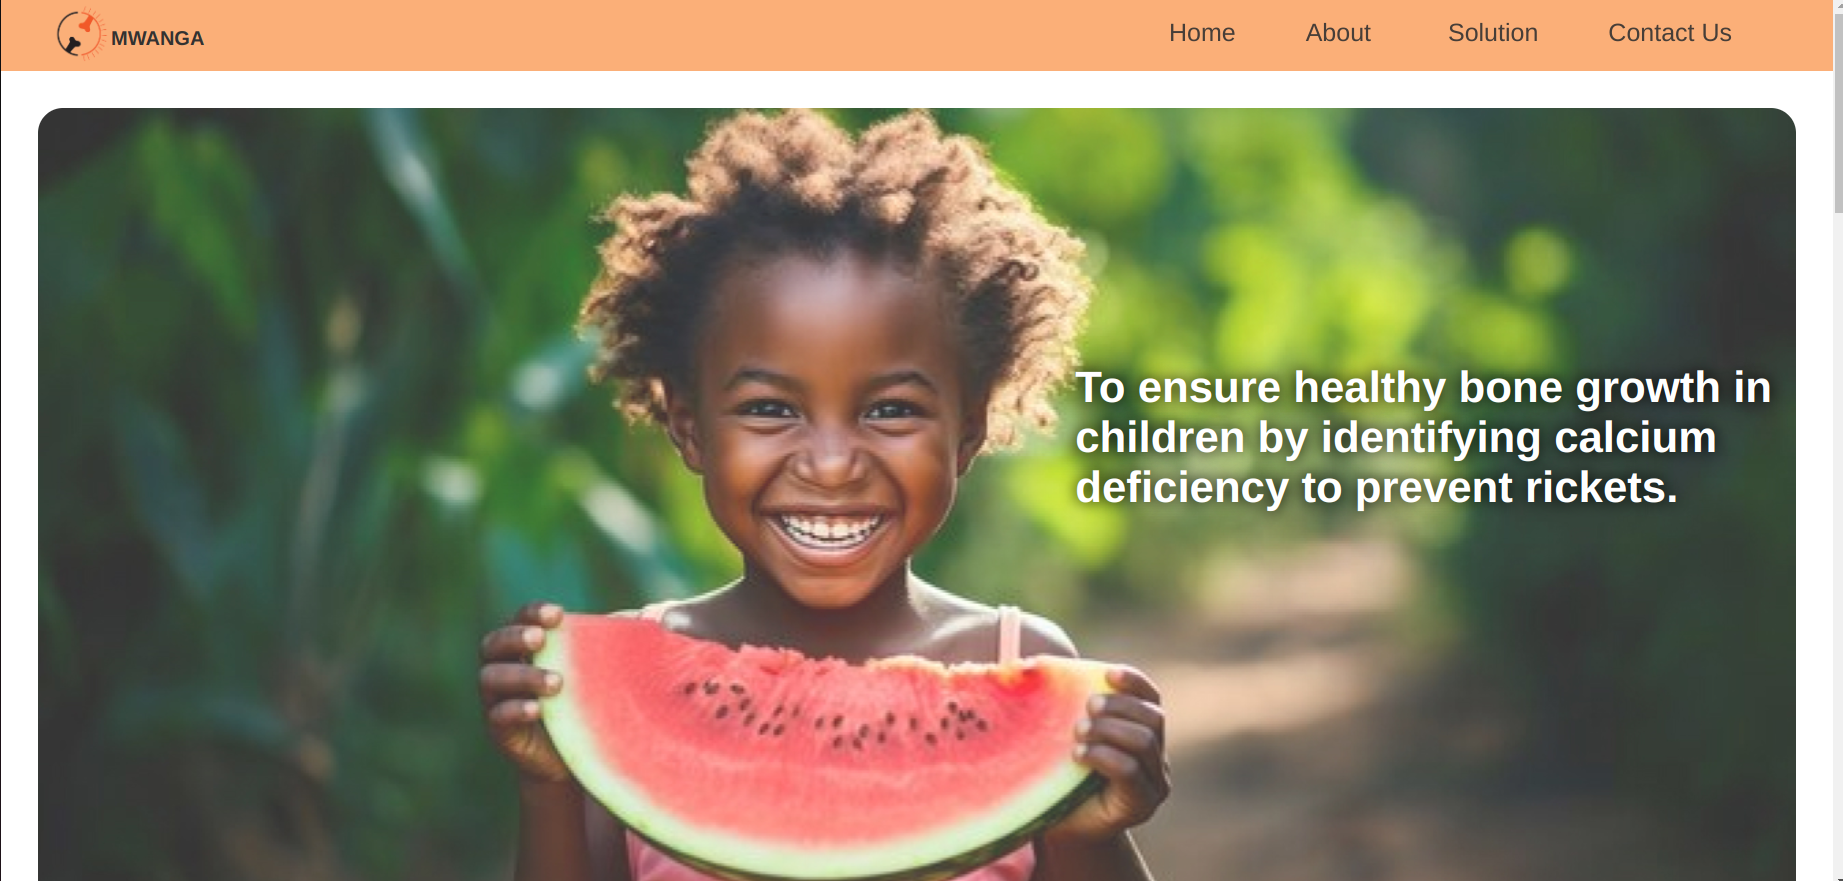 MWANGA
Home
About
Solution
Contact Us
To ensure healthy bone growth in
children by identifying calcium
deficiency to prevent rickets.